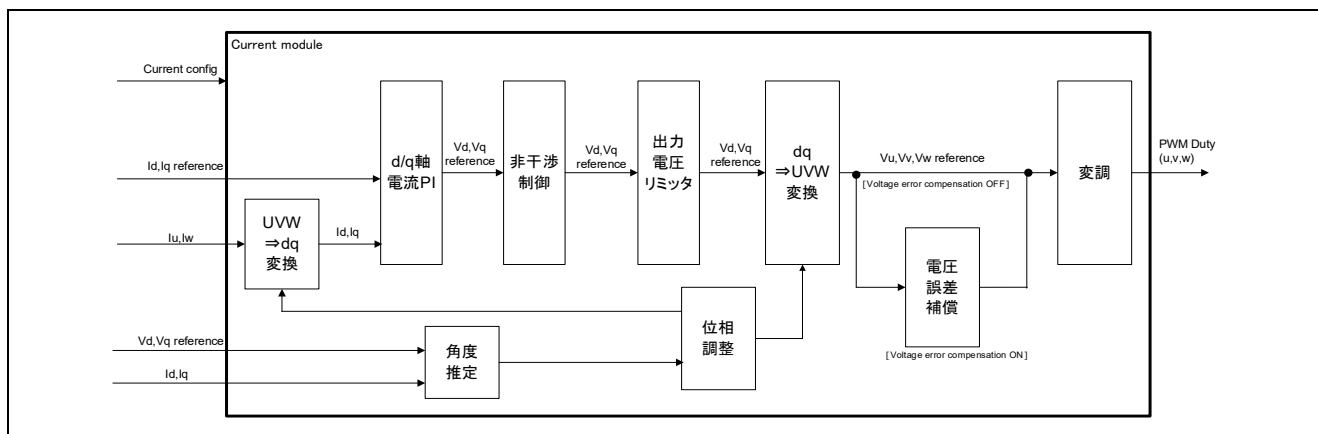 Current module
Current config
Id,Iq reference
Iu,Iw
UVW
⇒dq
変換
Id,Iq
d/q軸
電流PI
Vd,Vq
reference
非干渉
制御
Vd,Vq
reference
出力
電圧
リミッタ
Vd,Vq
reference
dq
⇒UVW
変換
Vu,Vv,Vw reference
[Voltage error compensation OFF]
電圧
誤差
補償
[Voltage error compensation ON]
変調
PWM Duty
(u,v,w)
Vd,Vq reference
Id,Iq
角度
推定
位相
調整